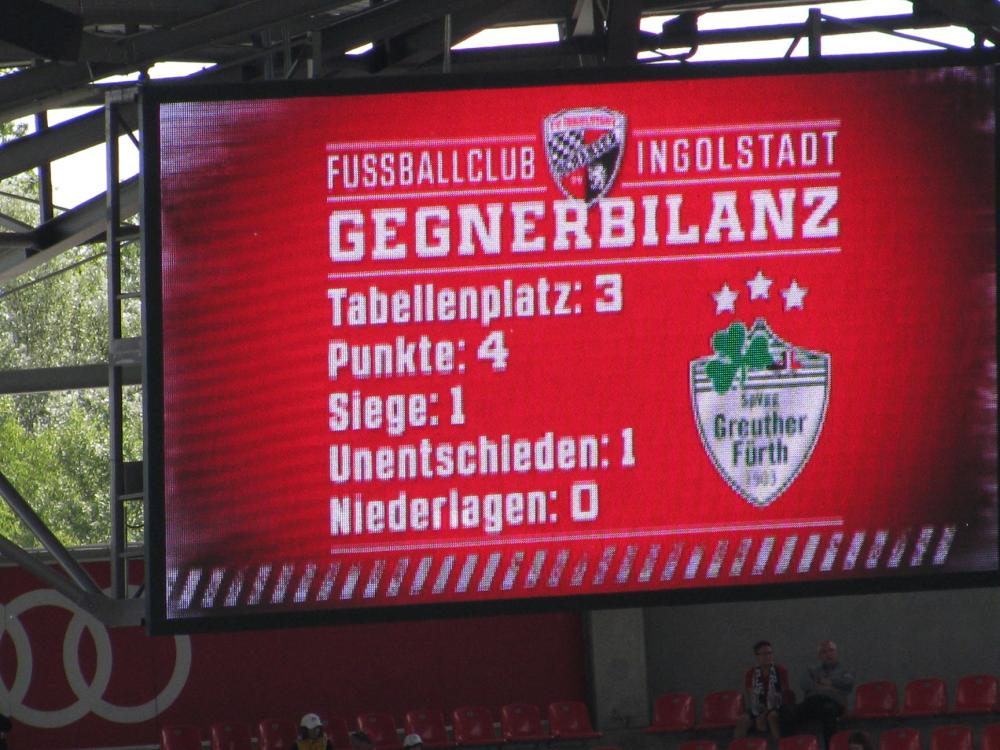 FUSSBALLCLUB INGOLSTADT
GEGNERBILANZ
Tabellenplatz: 3
Punkte: 4
Siege: 1
Unentschieden: 1
Niederlagen: 0
SpVgg
Greuther
Fürth
1903